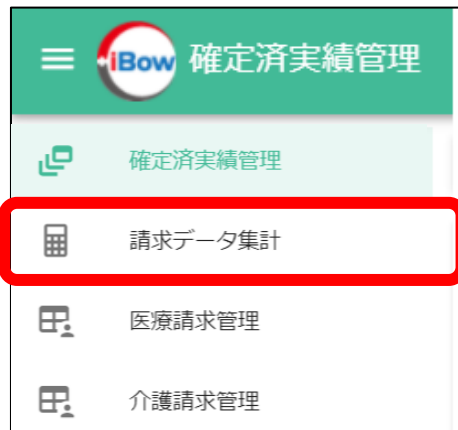 iBow 確定済実績管理
確定済実績管理
請求データ集計
医療請求管理
介護請求管理